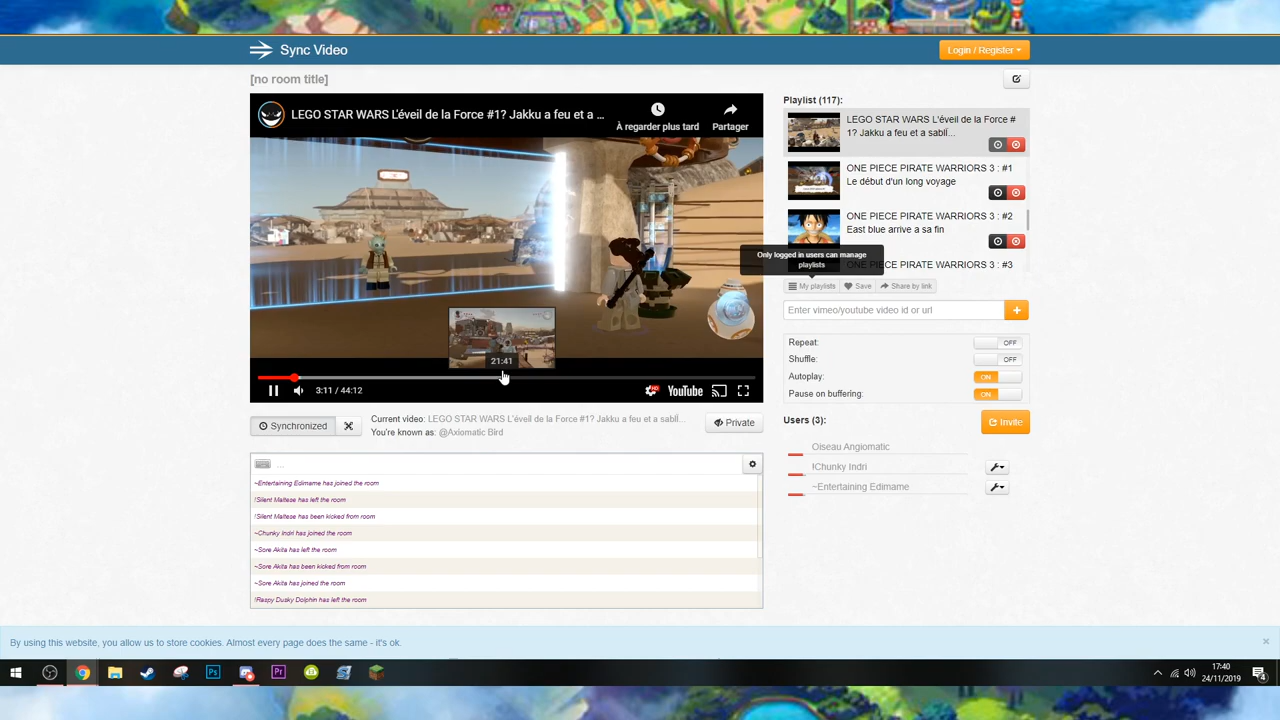 Sync Video
Login / Register
[no room title]
LEGO STAR WARS L'éveil de la Force #1? Jakku a feu et a ...
À regarder plus tard
Partager
21:41
3:11 / 44:12
YouTube
Playlist (117):
LEGO STAR WARS L'éveil de la Force #
1? Jakku a feu et a sablÏ...
ONE PIECE PIRATE WARRIORS 3 : #1
Le début d'un long voyage
ONE PIECE PIRATE WARRIORS 3 : #2
East blue arrive a sa fin
Only logged in users can manage
playlists
ONE PIECE PIRATE WARRIORS 3 : #3
My playlists
Save
Share by link
Enter vimeo/youtube video id or url
Repeat:
OFF
Shuffle:
OFF
Autoplay:
ON
Pause on buffering:
ON
Synchronized
Current video: LEGO STAR WARS L'éveil de la Force #1? Jakku a feu et a sablÏ...
You're known as: @Axiomatic Bird
Private
Users (3):
Invite
Oiseau Angiomatic
!Chunky Indri
~Entertaining Edimame
...
~Entertaining Edimame has joined the room
!Silent Maltese has left the room
!Silent Maltese has been kicked from room
~Chunky Indri has joined the room
~Sore Akita has left the room
~Sore Akita has been kicked from room
~Sore Akita has joined the room
!Raspy Dusky Dolphin has left the room
By using this website, you allow us to store cookies. Almost every page does the same - it's ok.
×
Ps
Pr
17:40
24/11/2019
4